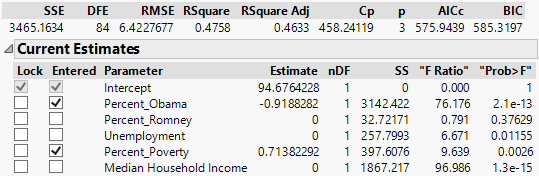 SSE DFE RMSE RSquare RSquare Adj Cp p AICc BIC
3465.1634 84 6.4227677 0.4758 0.4633 458.24119 3 575.9439 585.3197
Current Estimates
Lock Entered Parameter Estimate nDF SS "F Ratio" "Prob>F"
Intercept 94.6764228 1 0 0.000 1
Percent_Obama -0.9188282 1 3142.422 76.176 2.1e-13
Percent_Romney 0 1 32.72171 0.791 0.37629
Unemployment 0 1 257.7993 6.671 0.01155
Percent_Poverty 0.71382292 1 397.6076 9.639 0.0026
Median Household Income 0 1 1867.217 96.986 1.3e-15